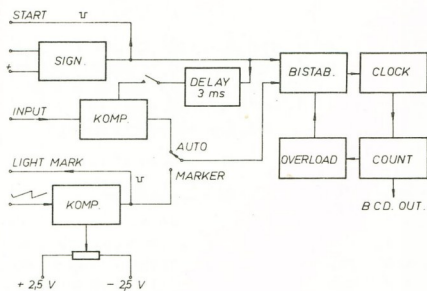 START
+
SIGN.
BISTAB.
CLOCK
DELAY
3 ms
INPUT
KOMP.
AUTO
OVERLOAD
COUNT
LIGHT MARK
MARKER
KOMP.
B.C.D. OUT.
+ 2,5 V
- 2,5 V